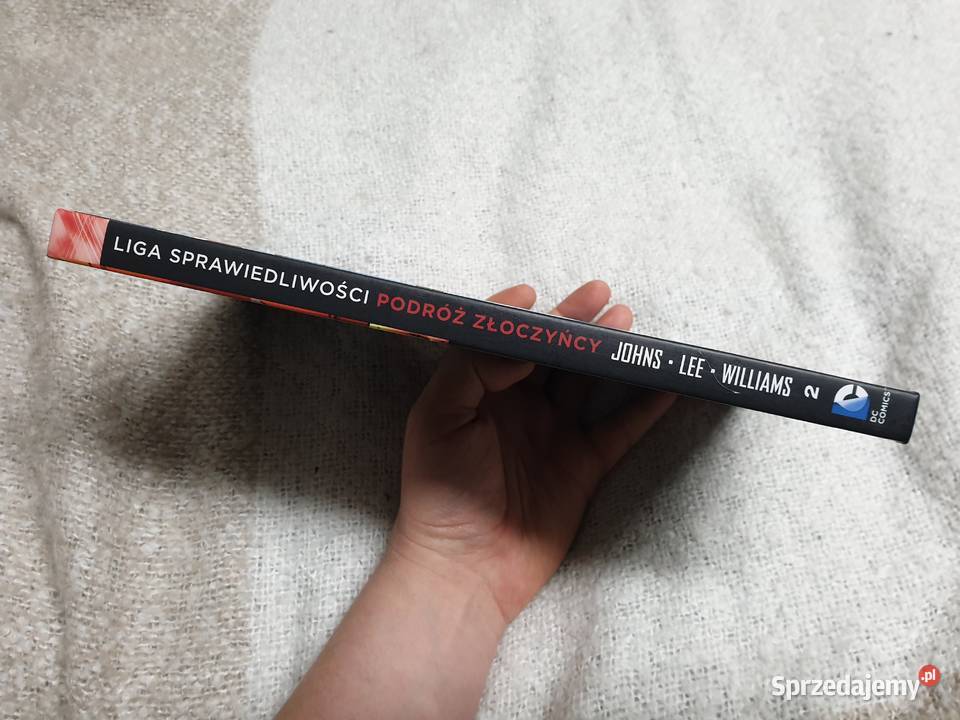 LIGA SPRAWIEDLIWOŚCI PODRÓŻ ZŁOCZYŃCY JOHNS · LEE · WILLIAMS 2 DC COMICS
Sprzedajemy.pl